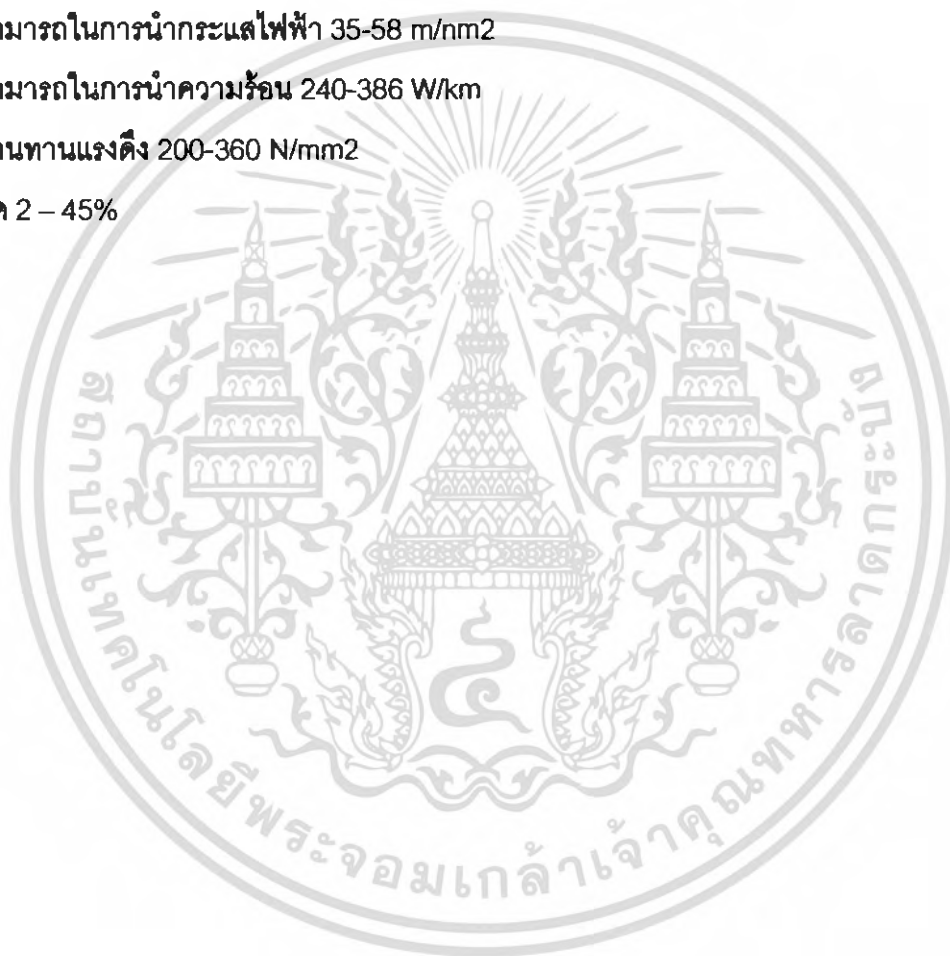 ามารถในการนำกระแสไฟฟ้า 35-58 m/nm2
ามารถในการนำความร้อน 240-386 W/km
านทานแรงดึง 200-360 N/mm2
ด 2 – 45%
สถาบันเทคโนโลยีพระจอมเกล้าเจ้าคุณทหารลาดกระบัง